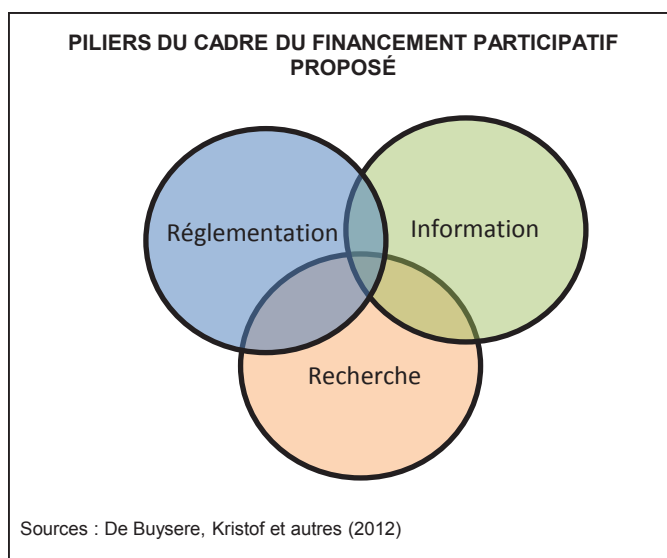 PILIERS DU CADRE DU FINANCEMENT PARTICIPATIF
PROPOSÉ
Réglementation
Information
Recherche
Sources : De Buysere, Kristof et autres (2012)